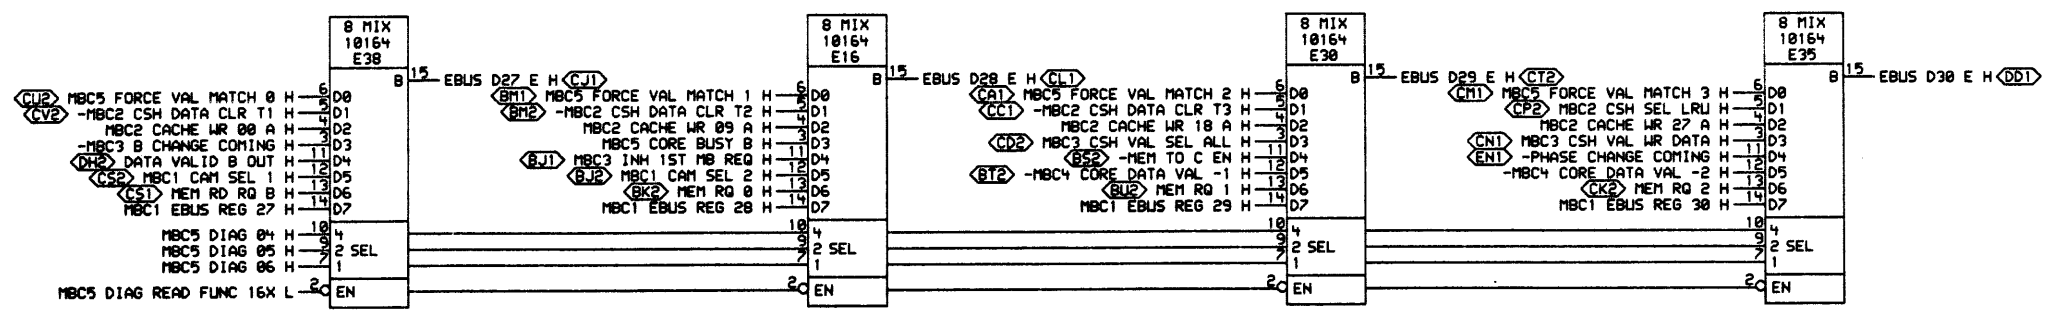 8 MIX
10164
E38
B 15 EBUS D27 E H CJ1
CU2 MBC5 FORCE VAL MATCH 0 H 6 D0
CV2 -MBC2 CSH DATA CLR T1 H 5 D1
MBC2 CACHE WR 00 A H 4 D2
-MBC3 B CHANGE COMING H 3 D3
DH2 DATA VALID B OUT H 11 D4
CS2 MBC1 CAM SEL 1 H 12 D5
CS1 MEM RD RQ B H 13 D6
MBC1 EBUS REG 27 H 14 D7
MBC5 DIAG 04 H 10 4
MBC5 DIAG 05 H 9 2 SEL
MBC5 DIAG 06 H 7 1
MBC5 DIAG READ FUNC 16X L 2 EN
8 MIX
10164
E16
B 15 EBUS D28 E H CL1
BM1 MBC5 FORCE VAL MATCH 1 H 6 D0
BM2 -MBC2 CSH DATA CLR T2 H 5 D1
MBC2 CACHE WR 09 A H 4 D2
MBC5 CORE BUSY B H 3 D3
BJ1 MBC3 INH 1ST MB REQ H 11 D4
BJ2 MBC1 CAM SEL 2 H 12 D5
BK2 MEM RQ 0 H 13 D6
MBC1 EBUS REG 28 H 14 D7
10 4
9 2 SEL
7 1
2 EN
8 MIX
10164
E30
B 15 EBUS D29 E H CT2
CA1 MBC5 FORCE VAL MATCH 2 H 6 D0
CC1 -MBC2 CSH DATA CLR T3 H 5 D1
MBC2 CACHE WR 18 A H 4 D2
CD2 MBC3 CSH VAL SEL ALL H 3 D3
BS2 -MEM TO C EN H 11 D4
BT2 -MBC4 CORE DATA VAL -1 H 12 D5
BU2 MEM RQ 1 H 13 D6
MBC1 EBUS REG 29 H 14 D7
10 4
9 2 SEL
7 1
2 EN
8 MIX
10164
E35
B 15 EBUS D30 E H DD1
CM1 MBC5 FORCE VAL MATCH 3 H 6 D0
CP2 MBC2 CSH SEL LRU H 5 D1
MBC2 CACHE WR 27 A H 4 D2
CN1 MBC3 CSH VAL WR DATA H 3 D3
EN1 -PHASE CHANGE COMING H 11 D4
-MBC4 CORE DATA VAL -2 H 12 D5
CK2 MEM RQ 2 H 13 D6
MBC1 EBUS REG 30 H 14 D7
10 4
9 2 SEL
7 1
2 EN